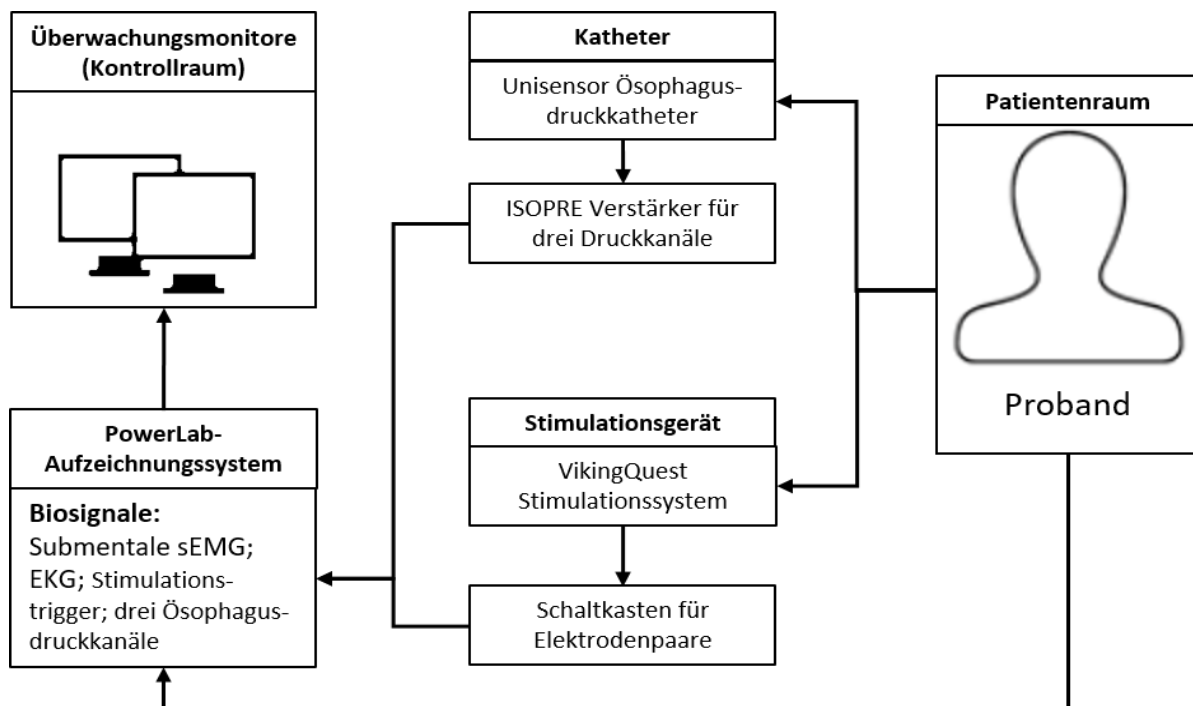 Überwachungsmonitore
(Kontrollraum)
Katheter
Unisensor Ösophagus-
druckkatheter
ISOPRE Verstärker für
drei Druckkanäle
Patientenraum
Proband
Stimulationsgerät
VikingQuest
Stimulationssystem
Schaltkasten für
Elektrodenpaare
PowerLab-
Aufzeichnungssystem
Biosignale:
Submentale sEMG;
EKG; Stimulations-
trigger; drei Ösophagus-
druckkanäle